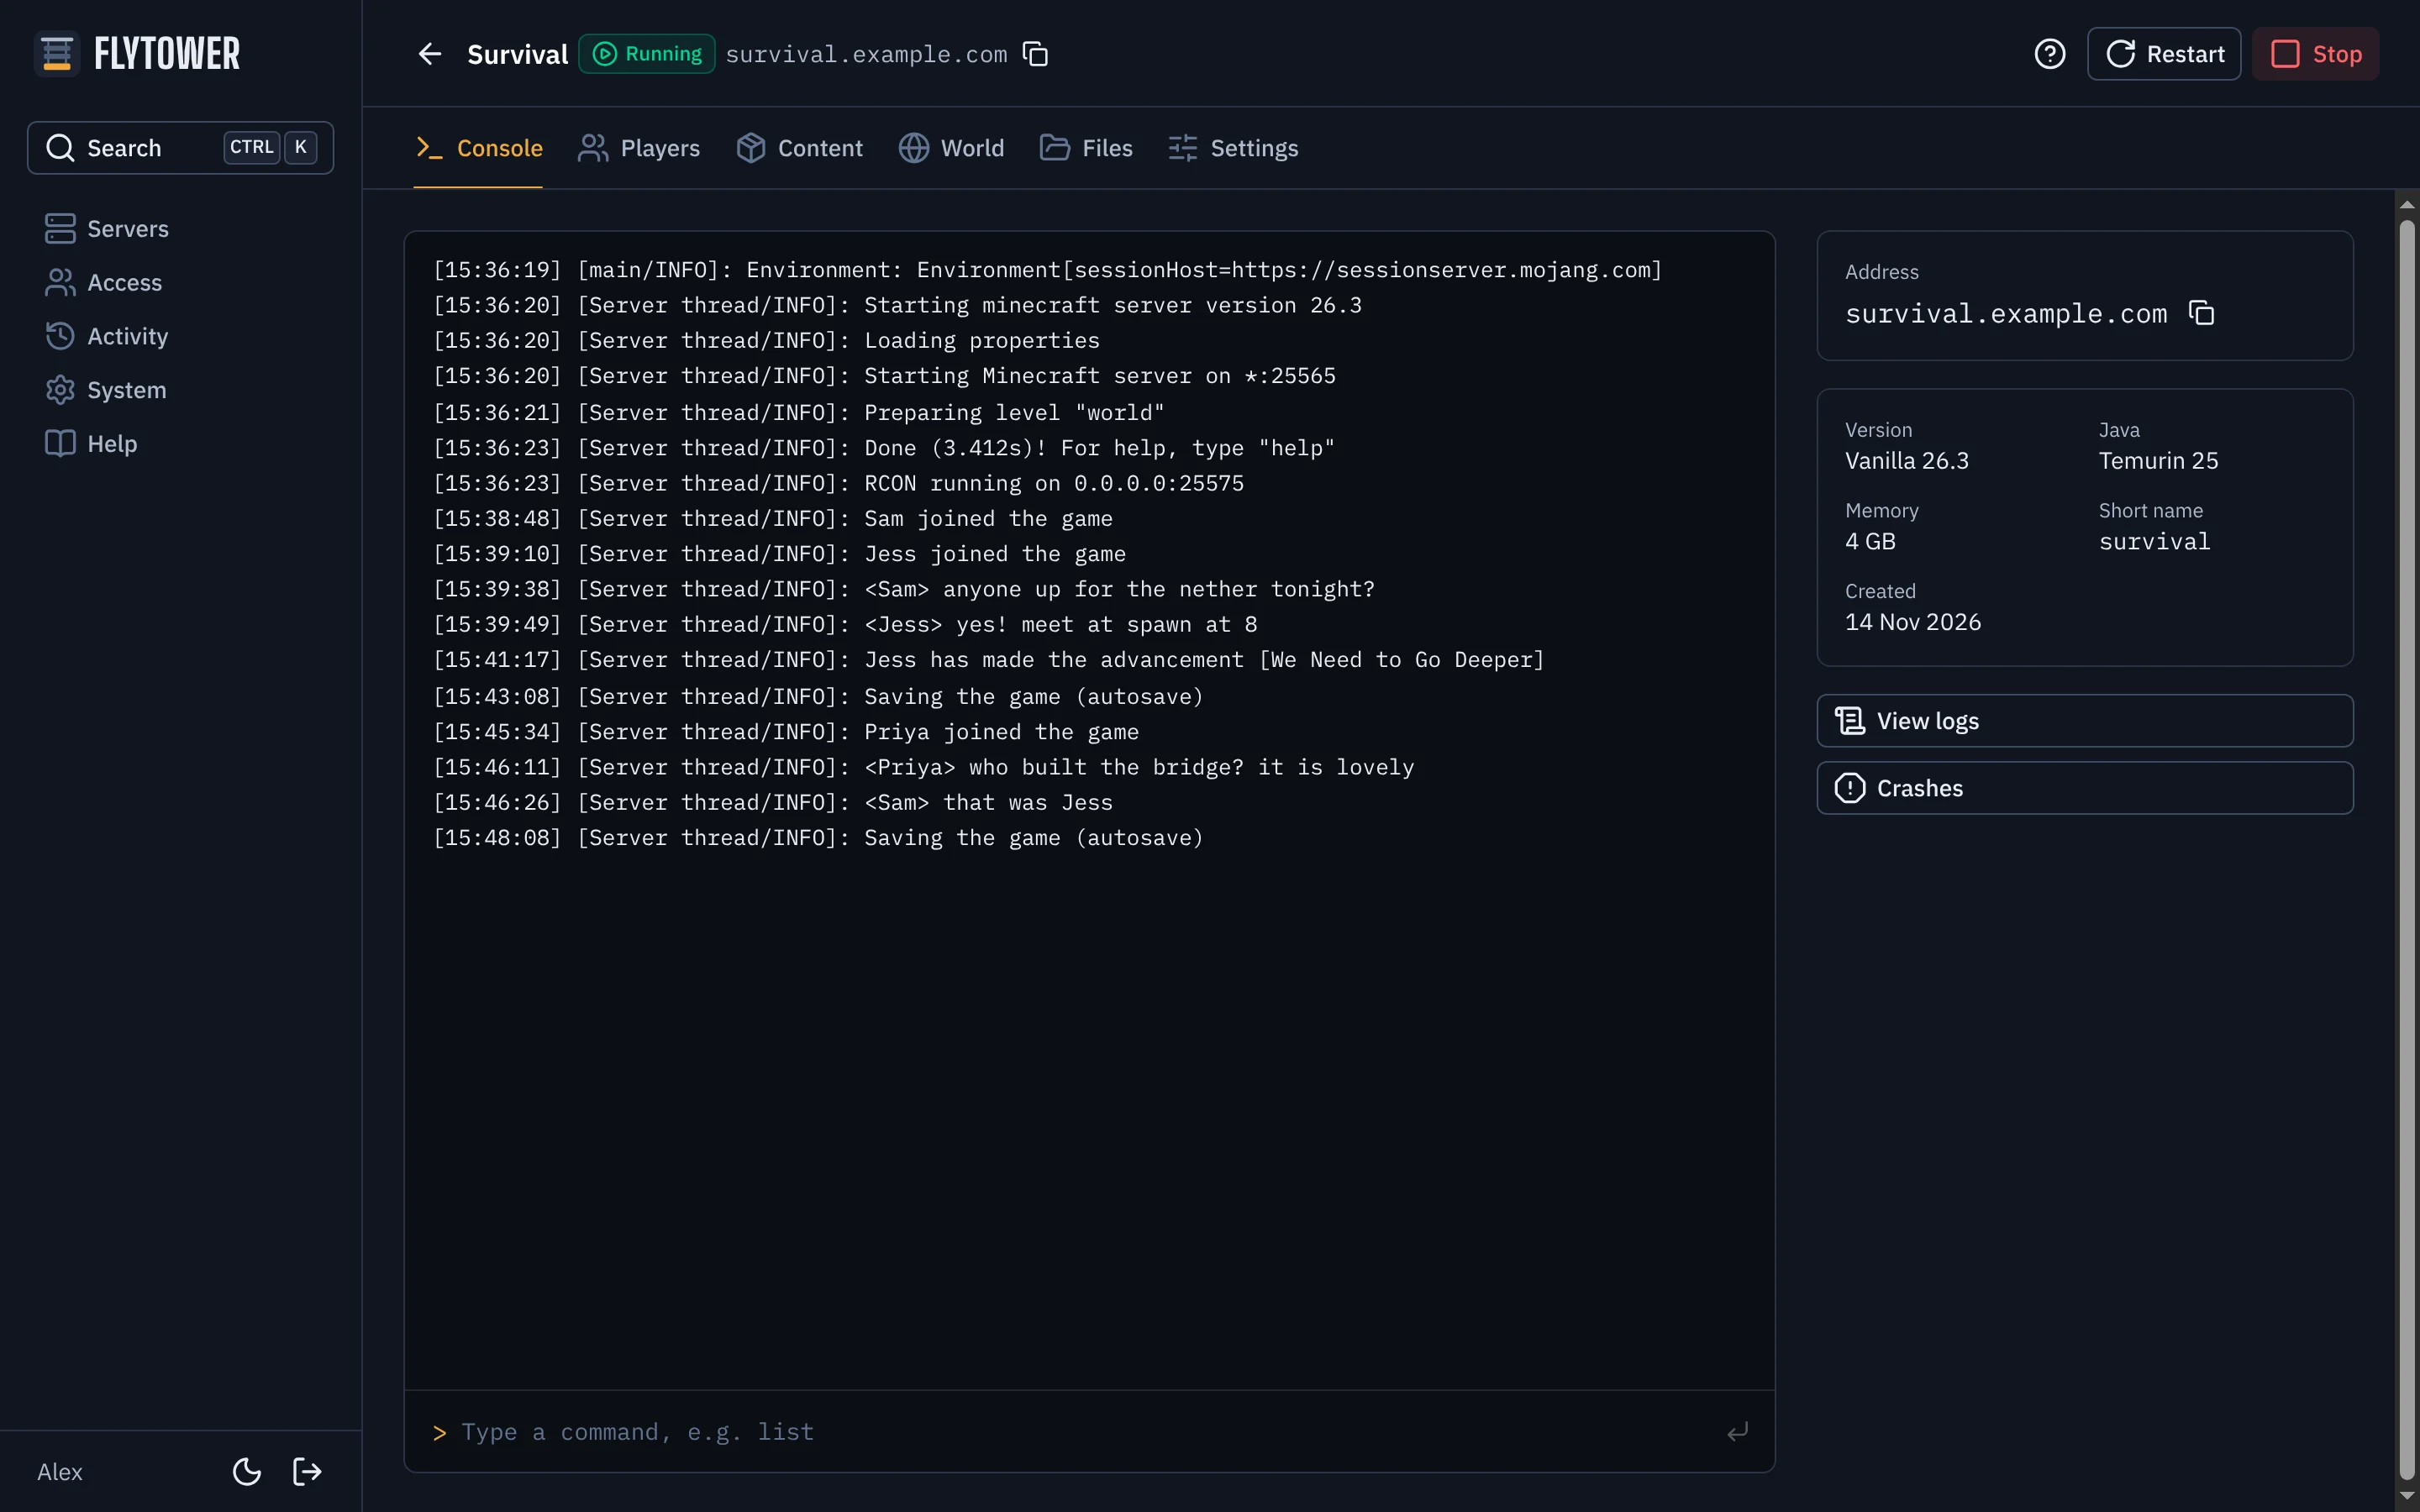 FLYTOWER
Search CTRL K
Servers
Access
Activity
System
Help
Alex
Survival Running survival.example.com
Restart Stop
Console Players Content World Files Settings
[15:36:19] [main/INFO]: Environment: Environment[sessionHost=https://sessionserver.mojang.com]
[15:36:20] [Server thread/INFO]: Starting minecraft server version 26.3
[15:36:20] [Server thread/INFO]: Loading properties
[15:36:20] [Server thread/INFO]: Starting Minecraft server on *:25565
[15:36:21] [Server thread/INFO]: Preparing level "world"
[15:36:23] [Server thread/INFO]: Done (3.412s)! For help, type "help"
[15:36:23] [Server thread/INFO]: RCON running on 0.0.0.0:25575
[15:38:48] [Server thread/INFO]: Sam joined the game
[15:39:10] [Server thread/INFO]: Jess joined the game
[15:39:38] [Server thread/INFO]: <Sam> anyone up for the nether tonight?
[15:39:49] [Server thread/INFO]: <Jess> yes! meet at spawn at 8
[15:41:17] [Server thread/INFO]: Jess has made the advancement [We Need to Go Deeper]
[15:43:08] [Server thread/INFO]: Saving the game (autosave)
[15:45:34] [Server thread/INFO]: Priya joined the game
[15:46:11] [Server thread/INFO]: <Priya> who built the bridge? it is lovely
[15:46:26] [Server thread/INFO]: <Sam> that was Jess
[15:48:08] [Server thread/INFO]: Saving the game (autosave)
> Type a command, e.g. list
Address
survival.example.com
Version Java
Vanilla 26.3 Temurin 25
Memory Short name
4 GB survival
Created
14 Nov 2026
View logs
Crashes